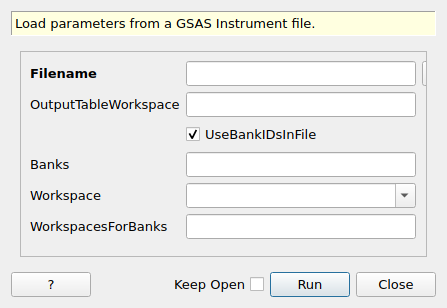 Load parameters from a GSAS Instrument file.
Filename
OutputTableWorkspace
UseBankIDsInFile
Banks
Workspace
WorkspacesForBanks
? Keep Open Run Close